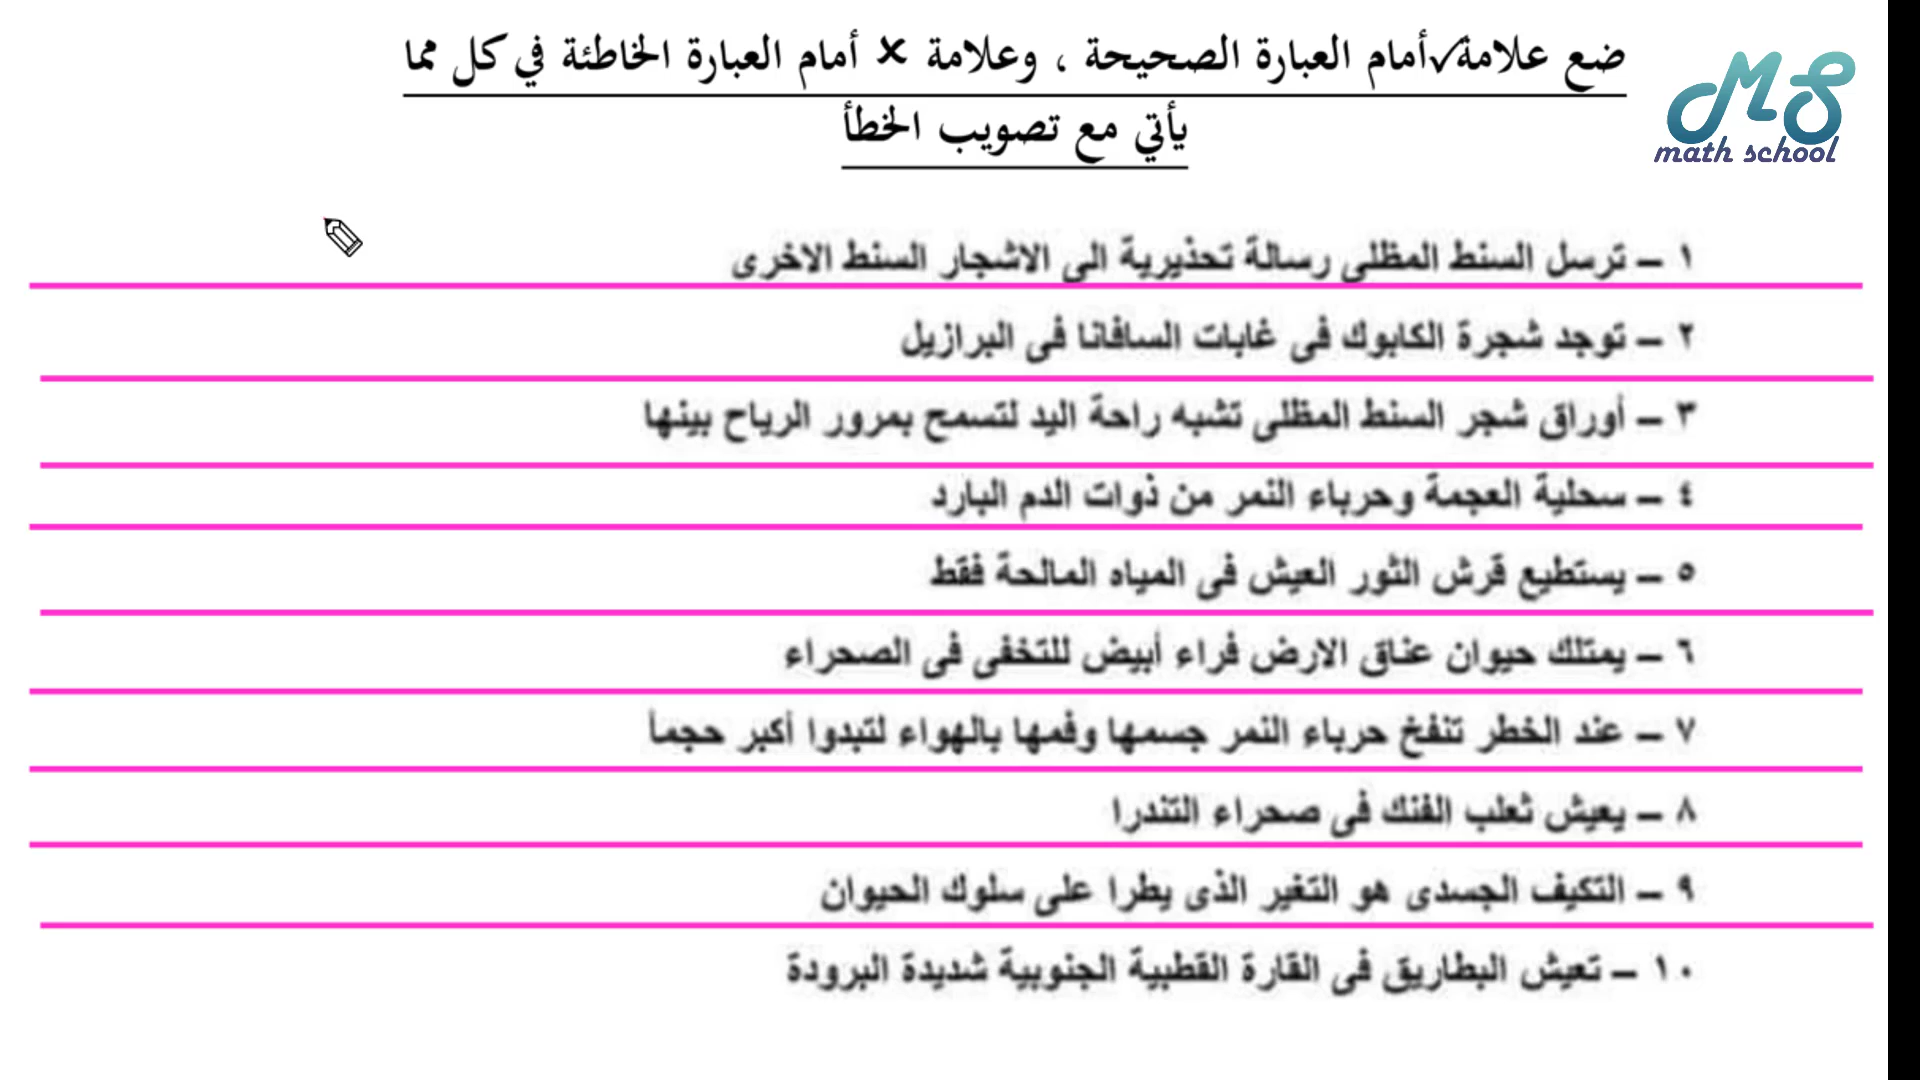 ضع علامة✓أمام العبارة الصحيحة ، وعلامة ✗ أمام العبارة الخاطئة في كل مما
يأتي مع تصويب الخطأ
MS
math school
١ – ترسل السنط المظلى رسالة تحذيرية الى الاشجار السنط الاخرى
٢ – توجد شجرة الكابوك فى غابات السافانا فى البرازيل
٣ – أوراق شجر السنط المظلى تشبه راحة اليد لتسمح بمرور الرياح بينها
٤ – سحلية العجمة وحرباء النمر من ذوات الدم البارد
٥ – يستطيع قرش الثور العيش فى المياه المالحة فقط
٦ – يمتلك حيوان عناق الارض فراء أبيض للتخفى فى الصحراء
٧ – عند الخطر تنفخ حرباء النمر جسمها وفمها بالهواء لتبدوا أكبر حجمأ
٨ – يعيش ثعلب الفنك فى صحراء التندرا
٩ – التكيف الجسدى هو التغير الذى يطرا على سلوك الحيوان
١٠ – تعيش البطاريق فى القارة القطبية الجنوبية شديدة البرودة